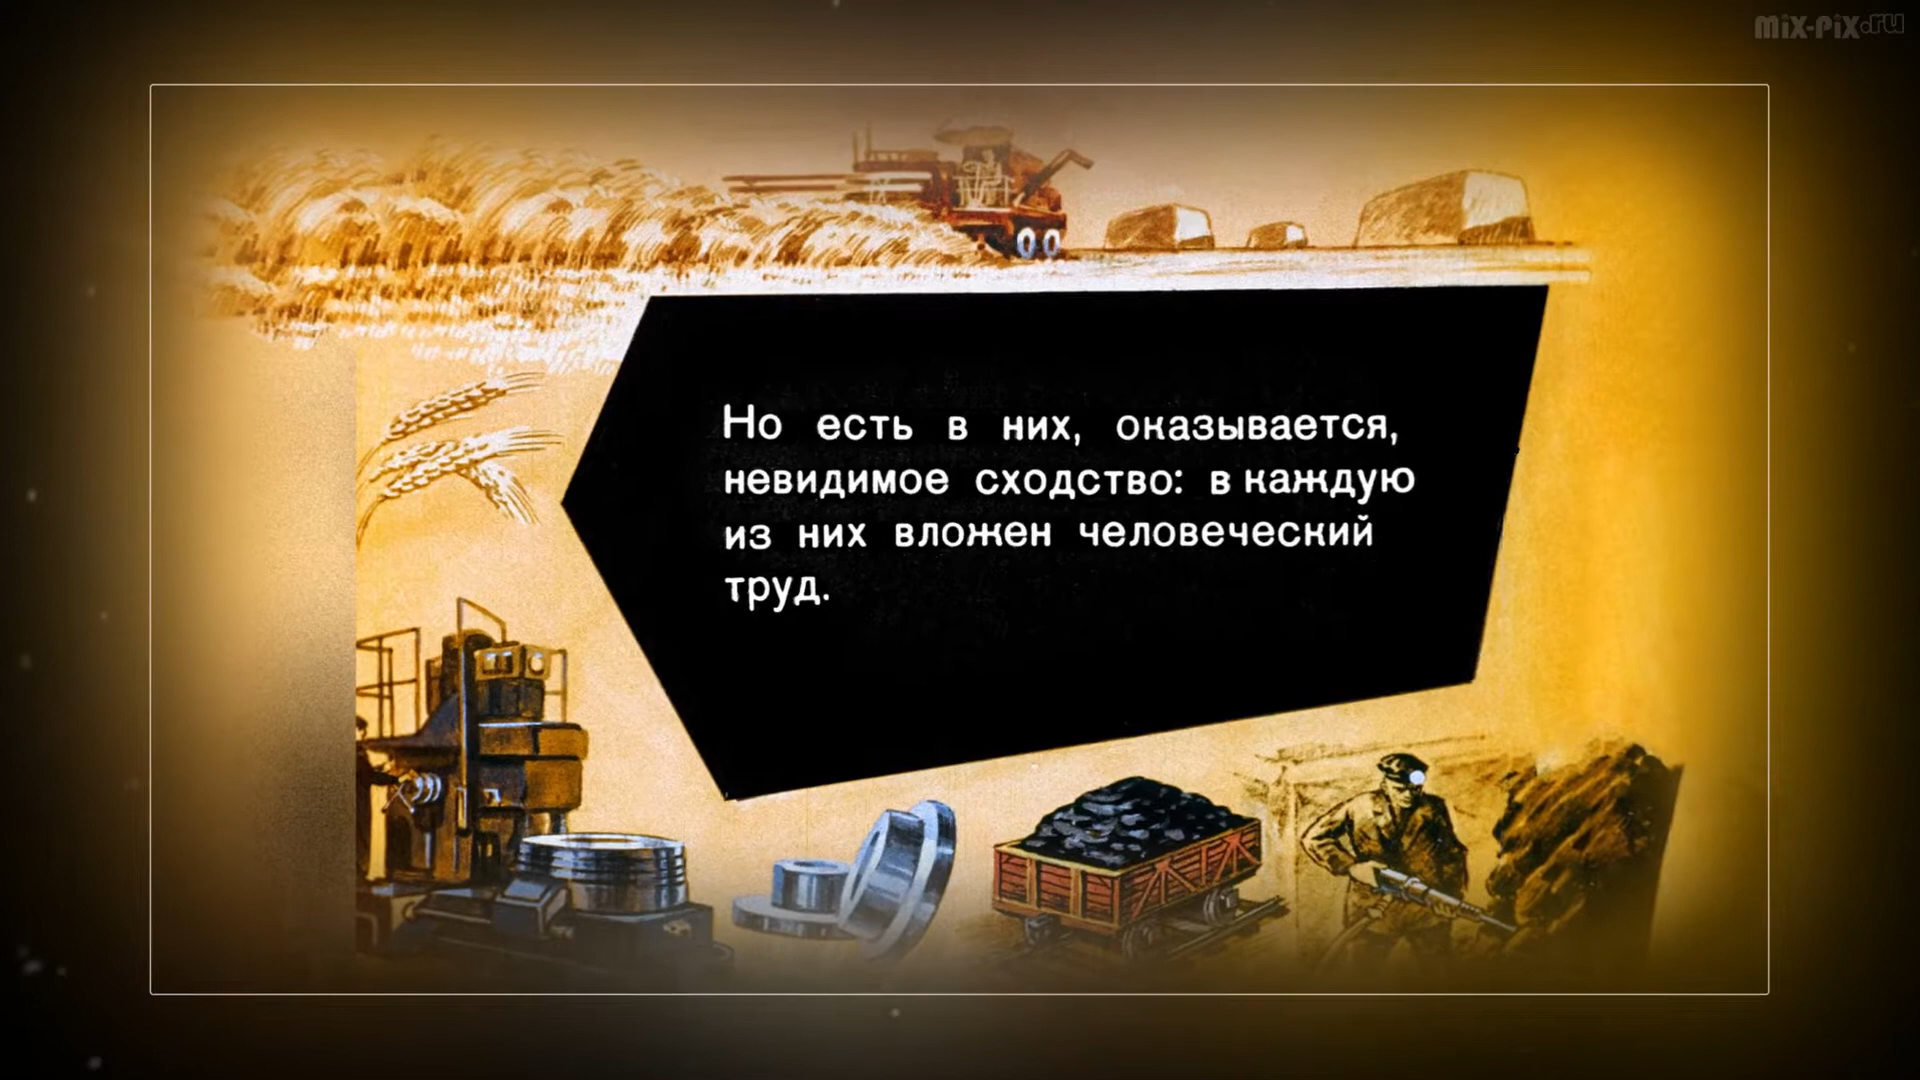 MiX-PiX.ru
Но есть в них, оказывается,
невидимое сходство: в каждую
из них вложен человеческий
труд.